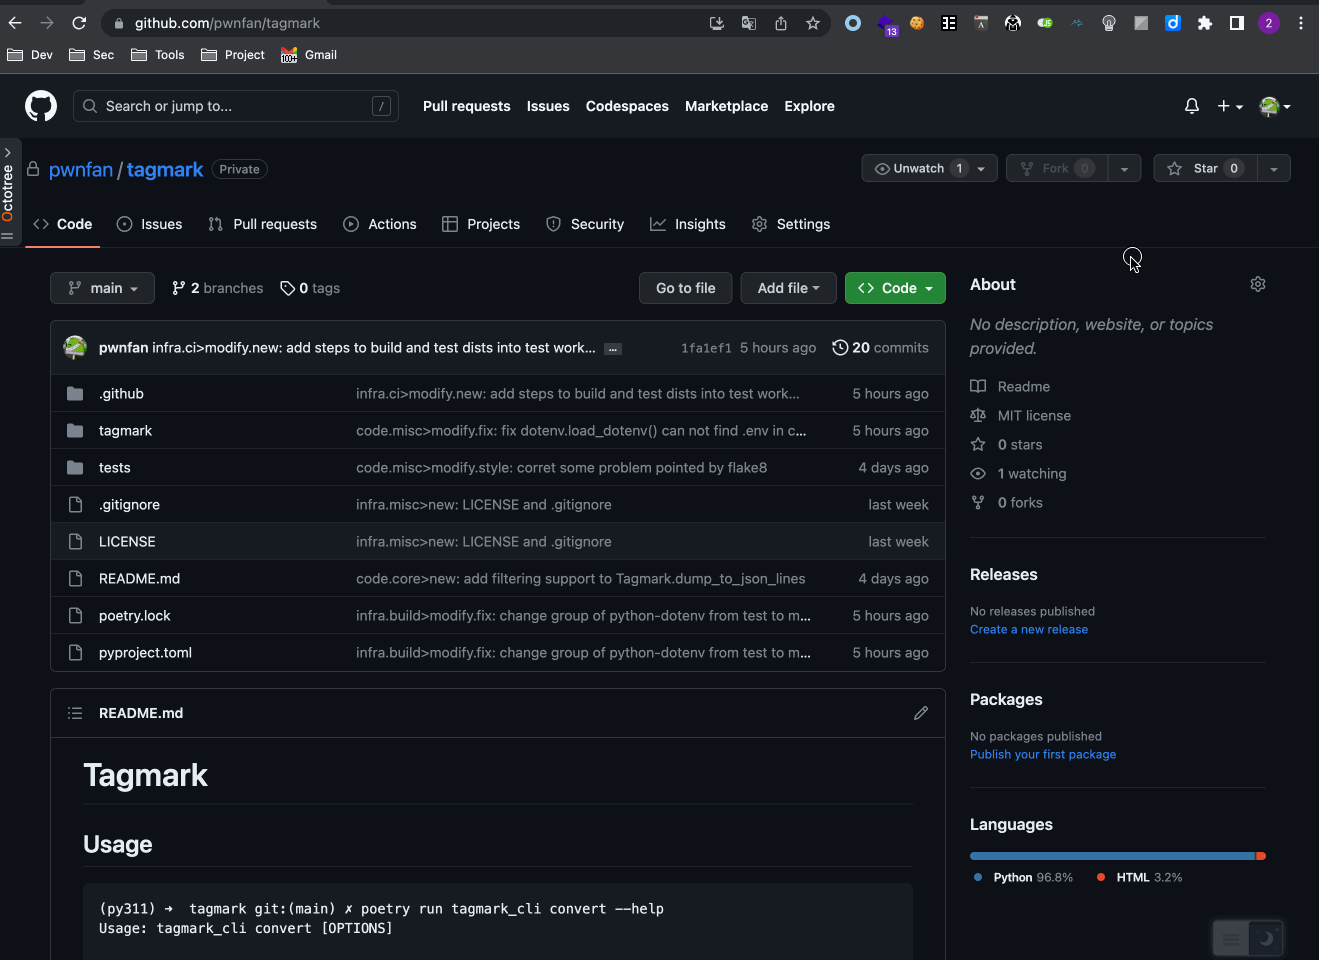 github.com/pwnfan/tagmark
13
2
Dev Sec Tools Project Gmail
Search or jump to... /
Pull requests Issues Codespaces Marketplace Explore
Octotree
pwnfan / tagmark Private
Unwatch 1 Fork 0 Star 0
Code Issues Pull requests Actions Projects Security Insights Settings
main 2 branches 0 tags Go to file Add file Code
pwnfan infra.ci>modify.new: add steps to build and test dists into test work... ... 1fa1ef1 5 hours ago 20 commits
.github infra.ci>modify.new: add steps to build and test dists into test work... 5 hours ago
tagmark code.misc>modify.fix: fix dotenv.load_dotenv() can not find .env in c... 5 hours ago
tests code.misc>modify.style: corret some problem pointed by flake8 4 days ago
.gitignore infra.misc>new: LICENSE and .gitignore last week
LICENSE infra.misc>new: LICENSE and .gitignore last week
README.md code.core>new: add filtering support to Tagmark.dump_to_json_lines 4 days ago
poetry.lock infra.build>modify.fix: change group of python-dotenv from test to m... 5 hours ago
pyproject.toml infra.build>modify.fix: change group of python-dotenv from test to m... 5 hours ago
README.md
Tagmark
Usage
(py311) ➜ tagmark git:(main) ✗ poetry run tagmark_cli convert --help
Usage: tagmark_cli convert [OPTIONS]
About
No description, website, or topics
provided.
Readme
MIT license
0 stars
1 watching
0 forks
Releases
No releases published
Create a new release
Packages
No packages published
Publish your first package
Languages
Python 96.8% HTML 3.2%